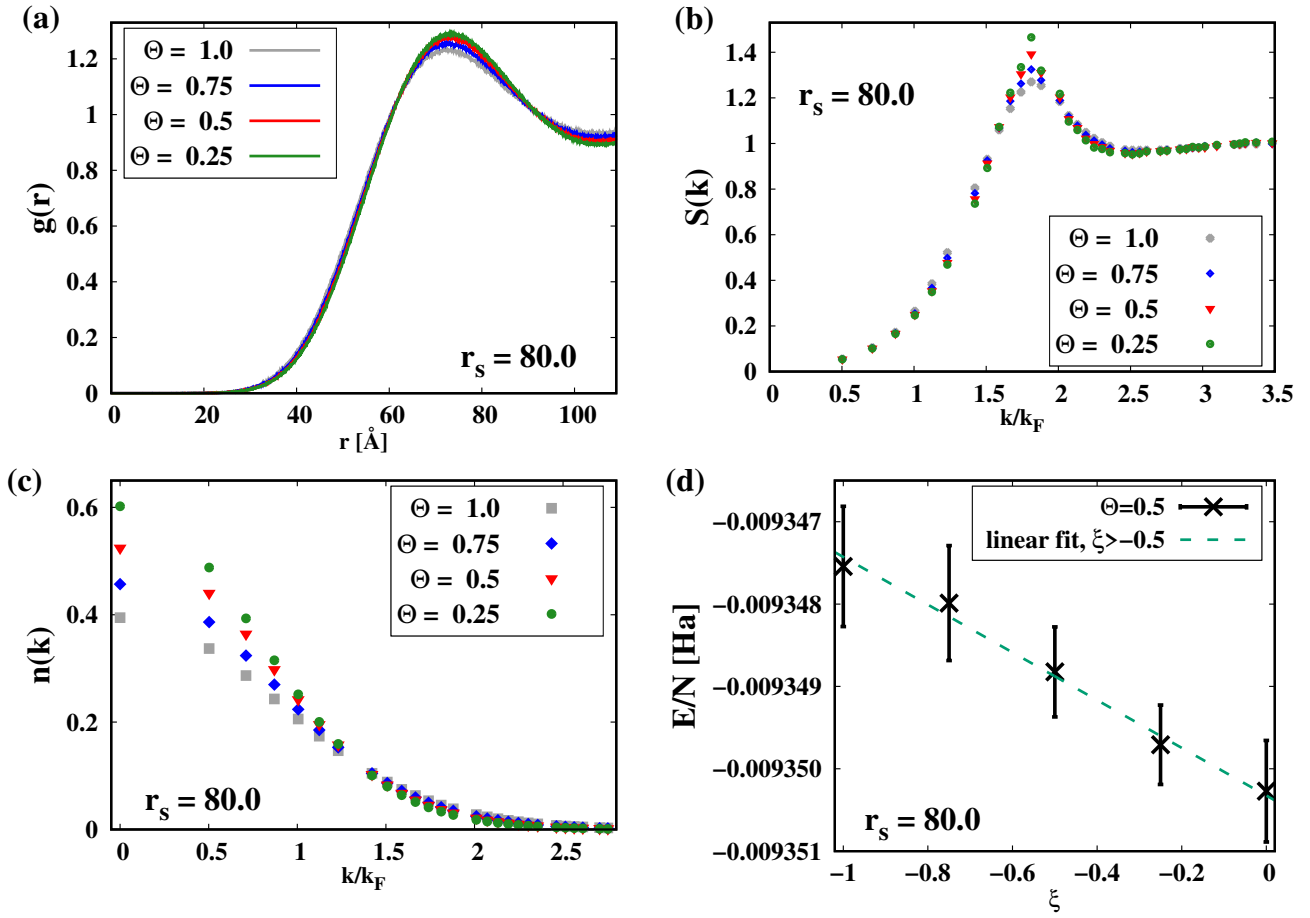 (a)
g(r)
1.2
1
0.8
0.6
0.4
0.2
0
Θ = 1.0
Θ = 0.75
Θ = 0.5
Θ = 0.25
r_s = 80.0
0 20 40 60 80 100
r [Å]
(b)
S(k)
1.4
1.2
1
0.8
0.6
0.4
0.2
0
r_s = 80.0
Θ = 1.0
Θ = 0.75
Θ = 0.5
Θ = 0.25
0.5 1 1.5 2 2.5 3 3.5
k/k_F
(c)
n(k)
0.6
0.4
0.2
0
Θ = 1.0
Θ = 0.75
Θ = 0.5
Θ = 0.25
r_s = 80.0
0 0.5 1 1.5 2 2.5
k/k_F
(d)
E/N [Ha]
−0.009347
−0.009348
−0.009349
−0.009350
−0.009351
Θ=0.5
linear fit, ξ>−0.5
r_s = 80.0
−1 −0.8 −0.6 −0.4 −0.2 0
ξ